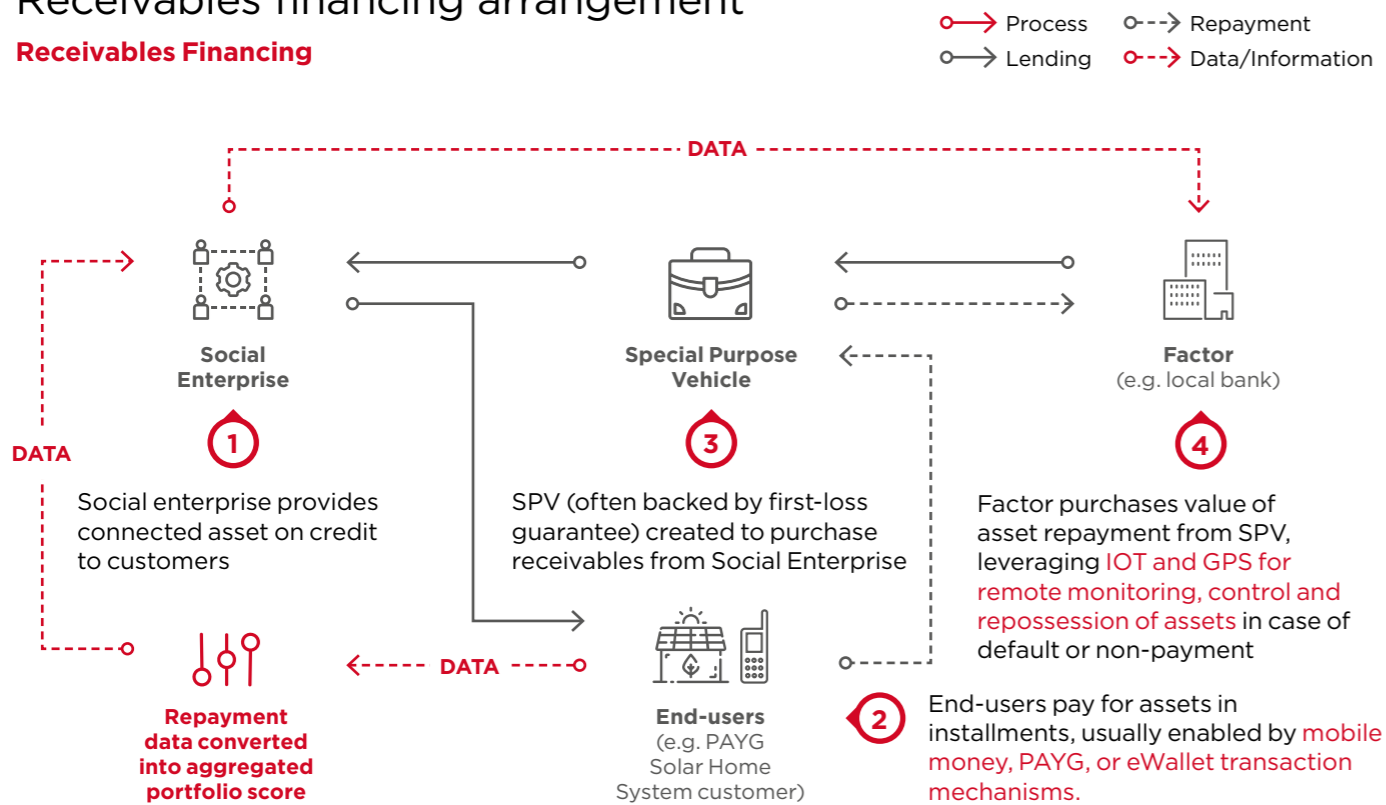 Receivables financing arrangement
Receivables Financing
Process
Repayment
Lending
Data/Information
DATA
Social
Enterprise
Special Purpose
Vehicle
Factor
(e.g. local bank)
DATA
1
Social enterprise provides
connected asset on credit
to customers
3
SPV (often backed by first-loss
guarantee) created to purchase
receivables from Social Enterprise
4
Factor purchases value of
asset repayment from SPV,
leveraging IOT and GPS for
remote monitoring, control and
repossession of assets in case of
default or non-payment
DATA
Repayment
data converted
into aggregated
portfolio score
End-users
(e.g. PAYG
Solar Home
System customer)
2
End-users pay for assets in
installments, usually enabled by mobile
money, PAYG, or eWallet transaction
mechanisms.